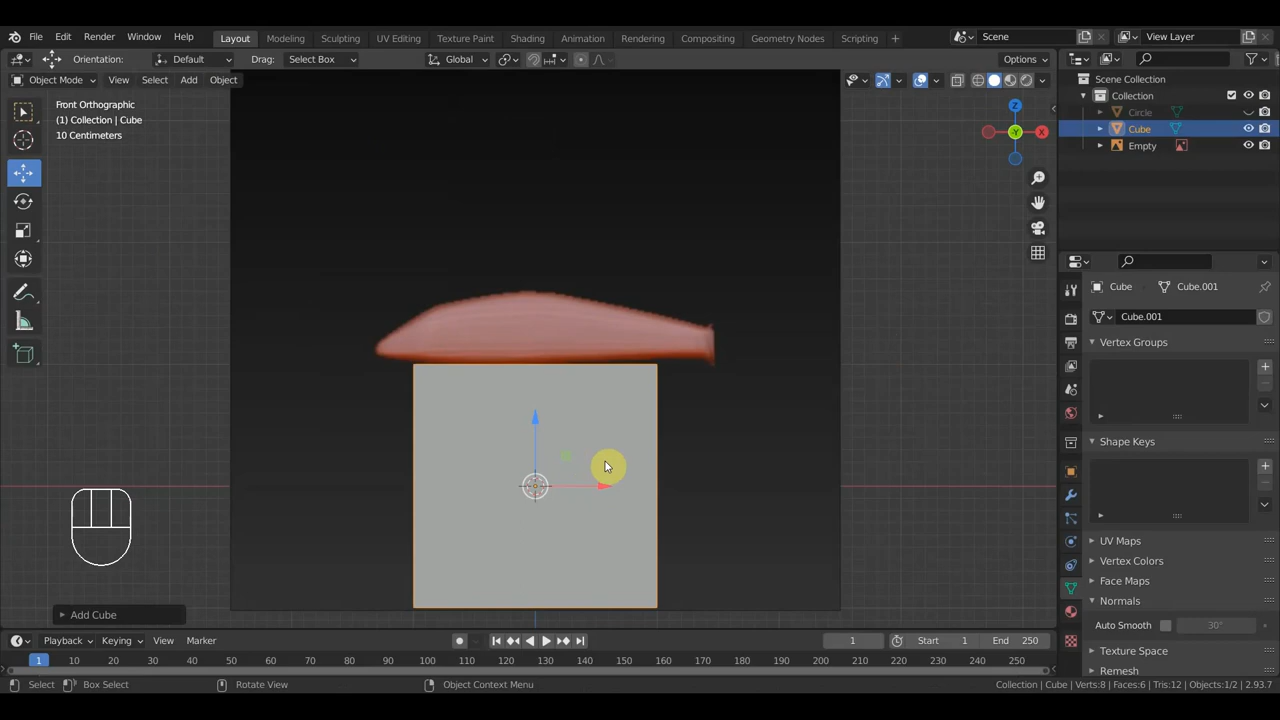 File Edit Render Window Help Layout Modeling Sculpting UV Editing Texture Paint Shading Animation Rendering Compositing Geometry Nodes Scripting + Scene View Layer
Orientation: Default Drag: Select Box Global Options
Object Mode View Select Add Object
Front Orthographic
(1) Collection | Cube
10 Centimeters
Z
Y
X
Scene Collection
Collection
Circle
Cube
Empty
Cube Cube.001
Cube.001
Vertex Groups
Shape Keys
UV Maps
Vertex Colors
Face Maps
Normals
Auto Smooth 30°
Texture Space
Remesh
Add Cube
Playback Keying View Marker 1 Start 1 End 250
1 10 20 30 40 50 60 70 80 90 100 110 120 130 140 150 160 170 180 190 200 210 220 230 240 250
Select Box Select Rotate View Object Context Menu Collection | Cube | Verts:8 | Faces:6 | Tris:12 | Objects:1/2 | 2.93.7